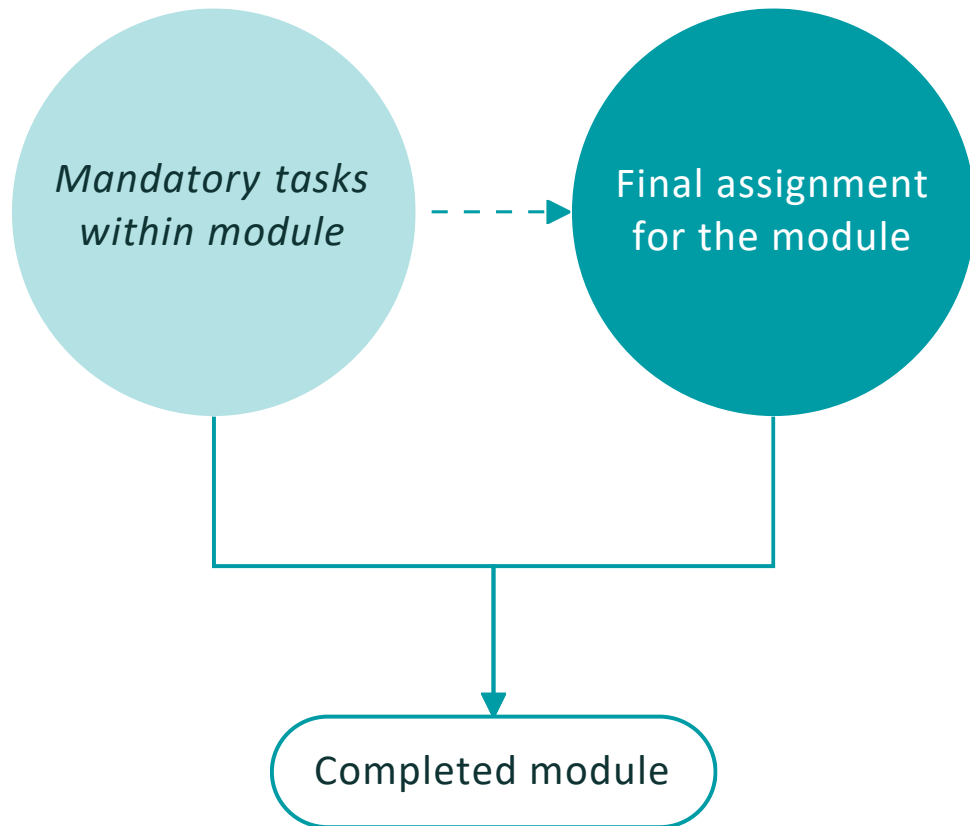 Mandatory tasks
within module
Final assignment
for the module
Completed module